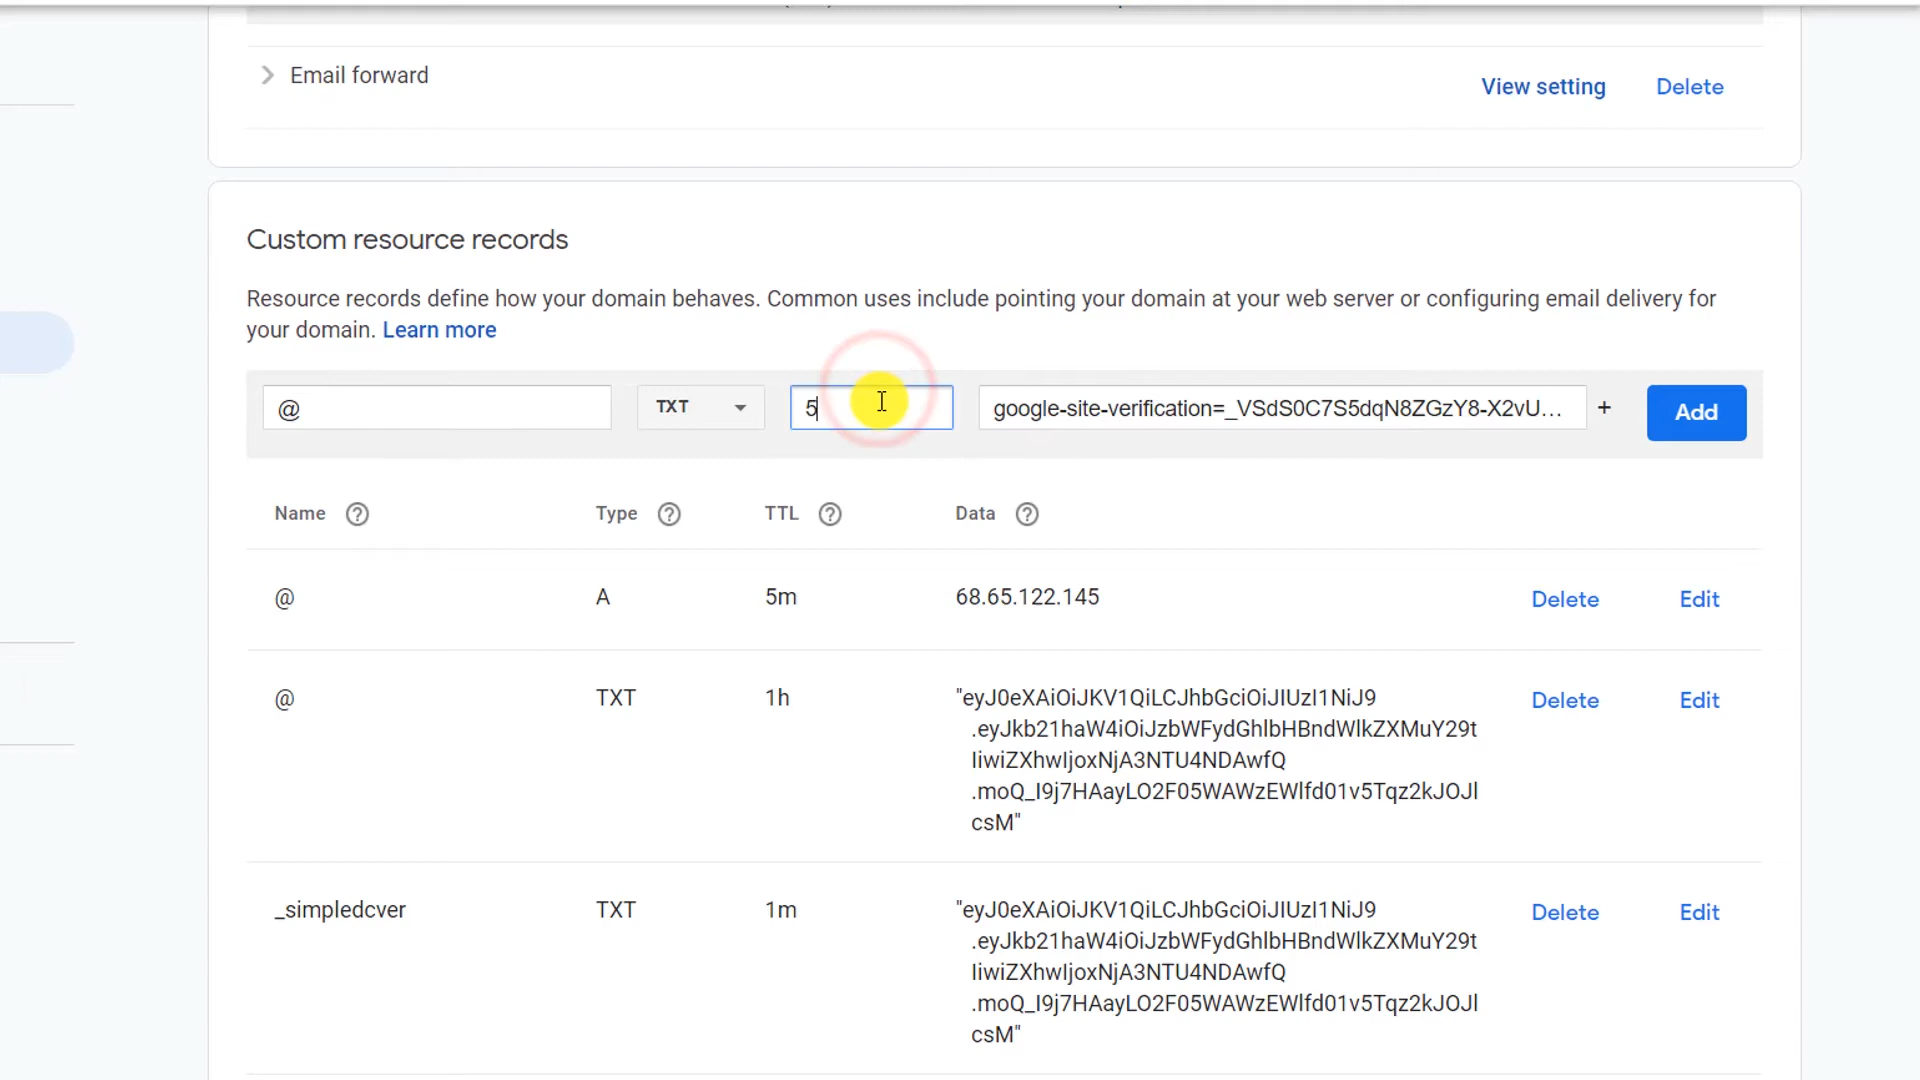 Email forward
View setting Delete
Custom resource records
Resource records define how your domain behaves. Common uses include pointing your domain at your web server or configuring email delivery for
your domain. Learn more
@ TXT 5 google-site-verification=_VSdS0C7S5dqN8ZGzY8-X2vU... + Add
Name Type TTL Data
@ A 5m 68.65.122.145 Delete Edit
@ TXT 1h "eyJ0eXAiOiJKV1QiLCJhbGciOiJIUzI1NiJ9 Delete Edit
.eyJkb21haW4iOiJzbWFydGhlbHBndWlkZXMuY29t
IiwiZXhwIjoxNjA3NTU4NDAwfQ
.moQ_I9j7HAayLO2F05WAWzEWlfd01v5Tqz2kJOJl
csM"
_simpledcver TXT 1m "eyJ0eXAiOiJKV1QiLCJhbGciOiJIUzI1NiJ9 Delete Edit
.eyJkb21haW4iOiJzbWFydGhlbHBndWlkZXMuY29t
IiwiZXhwIjoxNjA3NTU4NDAwfQ
.moQ_I9j7HAayLO2F05WAWzEWlfd01v5Tqz2kJOJl
csM"